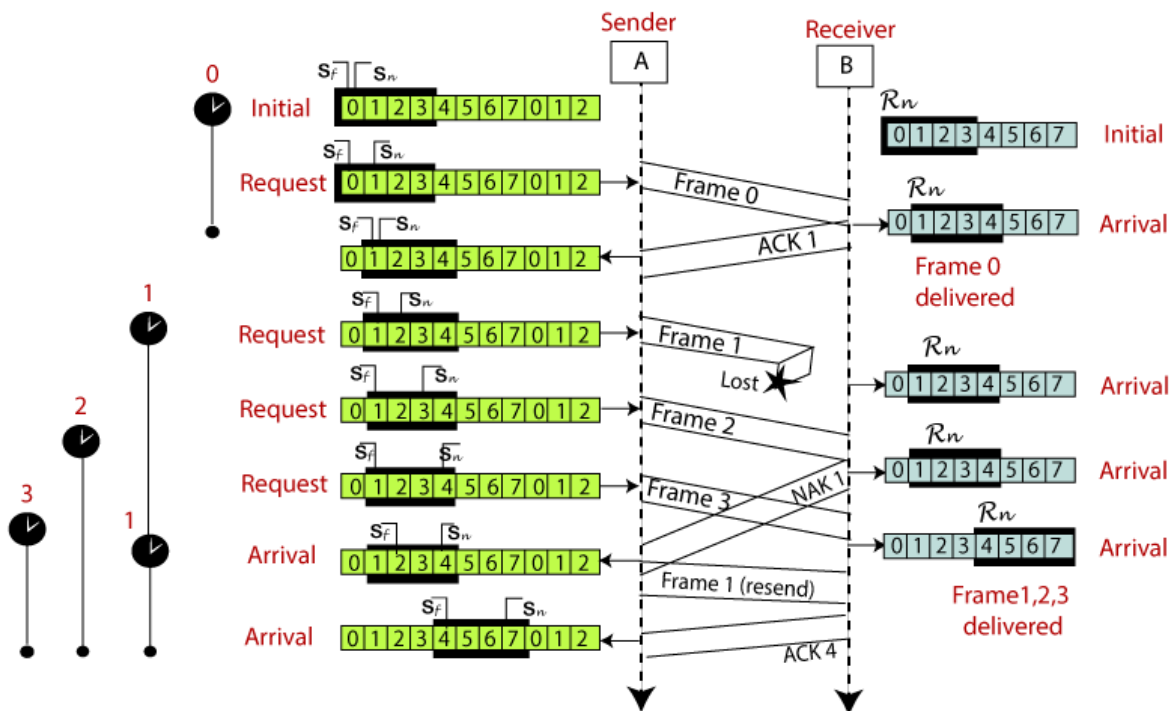 Sender
Receiver
A
B
0
Sf Sn
Initial
0 1 2 3 4 5 6 7 0 1 2
Rn
0 1 2 3 4 5 6 7
Initial
Sf Sn
Request
0 1 2 3 4 5 6 7 0 1 2
Frame 0
Rn
0 1 2 3 4 5 6 7
Arrival
Sf Sn
0 1 2 3 4 5 6 7 0 1 2
ACK 1
Frame 0
delivered
1
Sf Sn
Request
0 1 2 3 4 5 6 7 0 1 2
Frame 1
Lost
Rn
0 1 2 3 4 5 6 7
Arrival
2
Sf Sn
Request
0 1 2 3 4 5 6 7 0 1 2
Frame 2
Rn
0 1 2 3 4 5 6 7
Arrival
3
Sf Sn
Request
0 1 2 3 4 5 6 7 0 1 2
Frame 3
NAK 1
Rn
0 1 2 3 4 5 6 7
Arrival
1
Sf Sn
Arrival
0 1 2 3 4 5 6 7 0 1 2
Frame 1 (resend)
Frame1,2,3
delivered
Sf Sn
Arrival
0 1 2 3 4 5 6 7 0 1 2
ACK 4